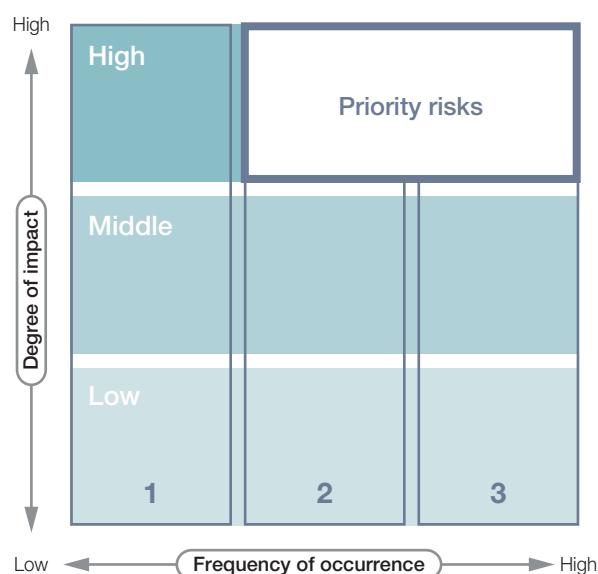 High
High
Priority risks
Degree of impact
Middle
Low
1
2
3
Low
Frequency of occurrence
High